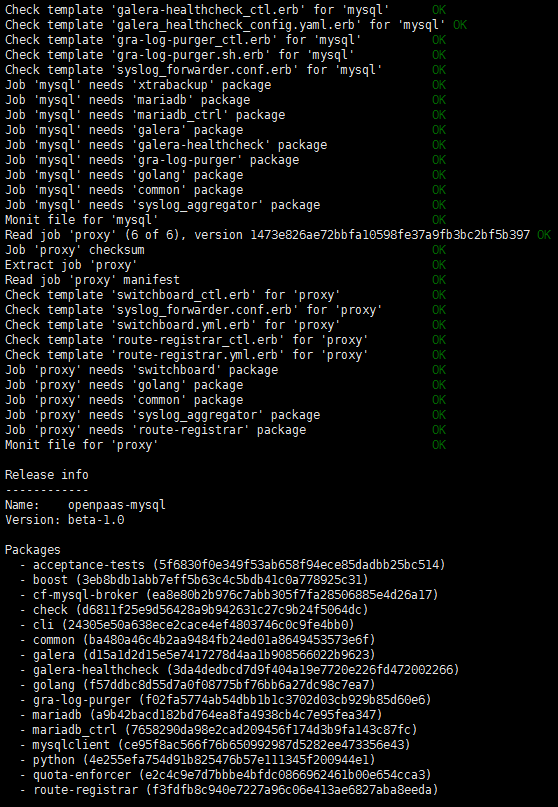 Check template 'galera-healthcheck_ctl.erb' for 'mysql' OK
Check template 'galera_healthcheck_config.yaml.erb' for 'mysql' OK
Check template 'gra-log-purger_ctl.erb' for 'mysql' OK
Check template 'gra-log-purger.sh.erb' for 'mysql' OK
Check template 'syslog_forwarder.conf.erb' for 'mysql' OK
Job 'mysql' needs 'xtrabackup' package OK
Job 'mysql' needs 'mariadb' package OK
Job 'mysql' needs 'mariadb_ctrl' package OK
Job 'mysql' needs 'galera' package OK
Job 'mysql' needs 'galera-healthcheck' package OK
Job 'mysql' needs 'gra-log-purger' package OK
Job 'mysql' needs 'golang' package OK
Job 'mysql' needs 'common' package OK
Job 'mysql' needs 'syslog_aggregator' package OK
Monit file for 'mysql' OK
Read job 'proxy' (6 of 6), version 1473e826ae72bbfa10598fe37a9fb3bc2bf5b397 OK
Job 'proxy' checksum OK
Extract job 'proxy' OK
Read job 'proxy' manifest OK
Check template 'switchboard_ctl.erb' for 'proxy' OK
Check template 'syslog_forwarder.conf.erb' for 'proxy' OK
Check template 'switchboard.yml.erb' for 'proxy' OK
Check template 'route-registrar_ctl.erb' for 'proxy' OK
Check template 'route-registrar.yml.erb' for 'proxy' OK
Job 'proxy' needs 'switchboard' package OK
Job 'proxy' needs 'golang' package OK
Job 'proxy' needs 'common' package OK
Job 'proxy' needs 'syslog_aggregator' package OK
Job 'proxy' needs 'route-registrar' package OK
Monit file for 'proxy' OK
Release info
------------
Name: openpaas-mysql
Version: beta-1.0
Packages
- acceptance-tests (5f6830f0e349f53ab658f94ece85dadbb25bc514)
- boost (3eb8bdb1abb7eff5b63c4c5bdb41c0a778925c31)
- cf-mysql-broker (ea8e80b2b976c7abb305f7fa28506885e4d26a17)
- check (d6811f25e9d56428a9b942631c27c9b24f5064dc)
- cli (24305e50a638ece2cace4ef4803746c0c9fe4bb0)
- common (ba480a46c4b2aa9484fb24ed01a8649453573e6f)
- galera (d15a1d2d15e5e7417278d4aa1b908566022b9623)
- galera-healthcheck (3da4dedbcd7d9f404a19e7720e226fd472002266)
- golang (f57ddbc8d55d7a0f08775bf76bb6a27dc98c7ea7)
- gra-log-purger (f02fa5774ab54dbb1b1c3702d03cb929b85d60e6)
- mariadb (a9b42bacd182bd764ea8fa4938cb4c7e95fea347)
- mariadb_ctrl (7658290da98e2cad209456f174d3b9fa143c87fc)
- mysqlclient (ce95f8ac566f76b650992987d5282ee473356e43)
- python (4e255efa754d91b825476b57e111345f200944e1)
- quota-enforcer (e2c4c9e7d7bbbe4bfdc0866962461b00e654cca3)
- route-registrar (f3fdfb8c940e7227a96c06e413ae6827aba8eeda)